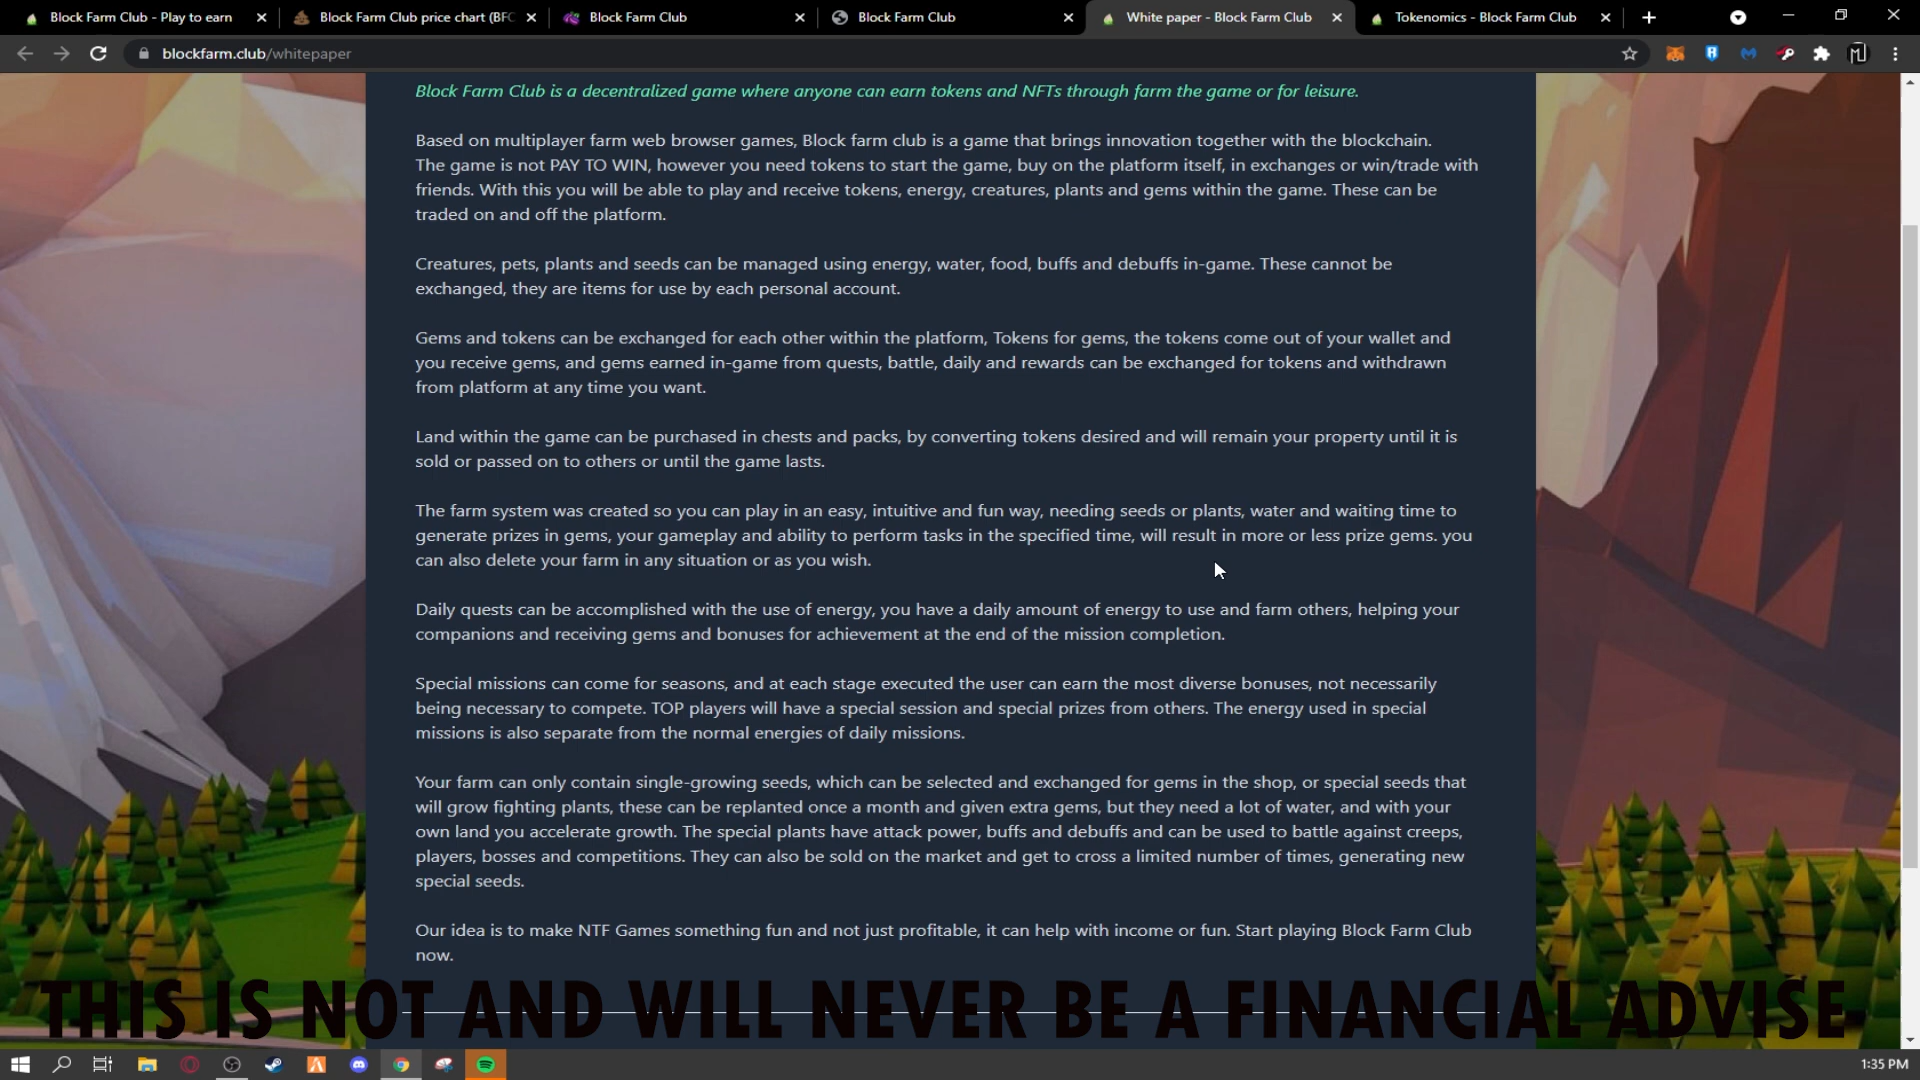 Block Farm Club - Play to earn
Block Farm Club price chart (BFC
Block Farm Club
Block Farm Club
White paper - Block Farm Club
Tokenomics - Block Farm Club
blockfarm.club/whitepaper
Block Farm Club is a decentralized game where anyone can earn tokens and NFTs through farm the game or for leisure.
Based on multiplayer farm web browser games, Block farm club is a game that brings innovation together with the blockchain.
The game is not PAY TO WIN, however you need tokens to start the game, buy on the platform itself, in exchanges or win/trade with
friends. With this you will be able to play and receive tokens, energy, creatures, plants and gems within the game. These can be
traded on and off the platform.
Creatures, pets, plants and seeds can be managed using energy, water, food, buffs and debuffs in-game. These cannot be
exchanged, they are items for use by each personal account.
Gems and tokens can be exchanged for each other within the platform, Tokens for gems, the tokens come out of your wallet and
you receive gems, and gems earned in-game from quests, battle, daily and rewards can be exchanged for tokens and withdrawn
from platform at any time you want.
Land within the game can be purchased in chests and packs, by converting tokens desired and will remain your property until it is
sold or passed on to others or until the game lasts.
The farm system was created so you can play in an easy, intuitive and fun way, needing seeds or plants, water and waiting time to
generate prizes in gems, your gameplay and ability to perform tasks in the specified time, will result in more or less prize gems. you
can also delete your farm in any situation or as you wish.
Daily quests can be accomplished with the use of energy, you have a daily amount of energy to use and farm others, helping your
companions and receiving gems and bonuses for achievement at the end of the mission completion.
Special missions can come for seasons, and at each stage executed the user can earn the most diverse bonuses, not necessarily
being necessary to compete. TOP players will have a special session and special prizes from others. The energy used in special
missions is also separate from the normal energies of daily missions.
Your farm can only contain single-growing seeds, which can be selected and exchanged for gems in the shop, or special seeds that
will grow fighting plants, these can be replanted once a month and given extra gems, but they need a lot of water, and with your
own land you accelerate growth. The special plants have attack power, buffs and debuffs and can be used to battle against creeps,
players, bosses and competitions. They can also be sold on the market and get to cross a limited number of times, generating new
special seeds.
Our idea is to make NTF Games something fun and not just profitable, it can help with income or fun. Start playing Block Farm Club
now.
THIS IS NOT AND WILL NEVER BE A FINANCIAL ADVISE
1:35 PM